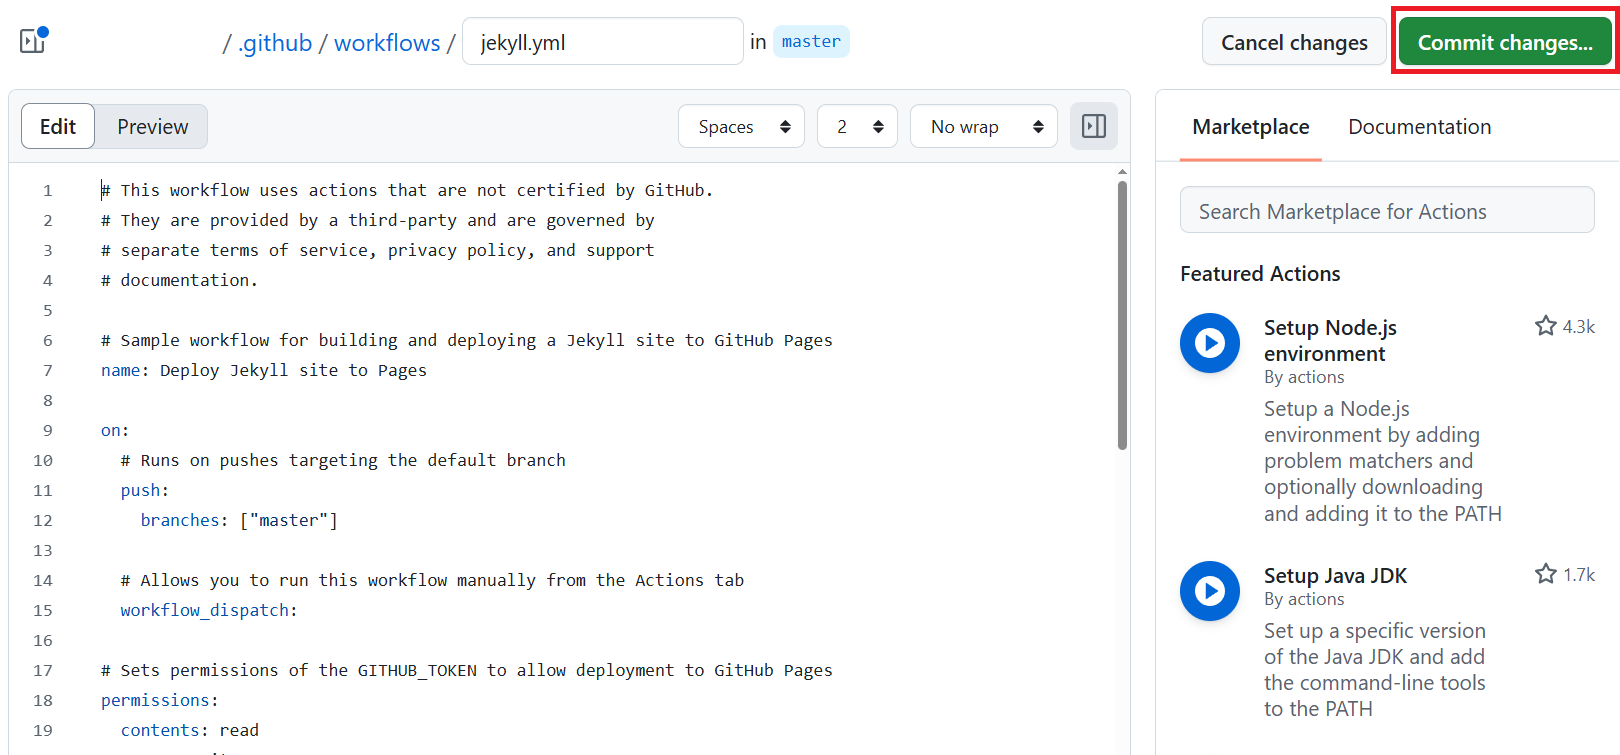 / .github / workflows / jekyll.yml in master Cancel changes Commit changes...
Edit Preview Spaces 2 No wrap
1 # This workflow uses actions that are not certified by GitHub.
2 # They are provided by a third-party and are governed by
3 # separate terms of service, privacy policy, and support
4 # documentation.
5
6 # Sample workflow for building and deploying a Jekyll site to GitHub Pages
7 name: Deploy Jekyll site to Pages
8
9 on:
10 # Runs on pushes targeting the default branch
11 push:
12 branches: ["master"]
13
14 # Allows you to run this workflow manually from the Actions tab
15 workflow_dispatch:
16
17 # Sets permissions of the GITHUB_TOKEN to allow deployment to GitHub Pages
18 permissions:
19 contents: read
Marketplace Documentation
Search Marketplace for Actions
Featured Actions
Setup Node.js 4.3k
environment
By actions
Setup a Node.js
environment by adding
problem matchers and
optionally downloading
and adding it to the PATH
Setup Java JDK 1.7k
By actions
Set up a specific version
of the Java JDK and add
the command-line tools
to the PATH